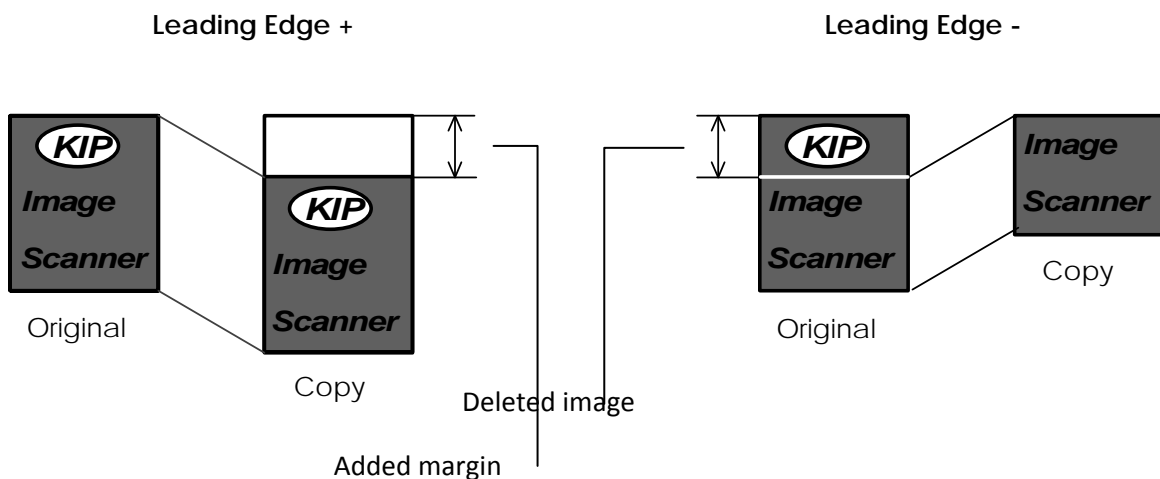 Leading Edge +
Leading Edge -
KIP
Image
Scanner
Original
KIP
Image
Scanner
Copy
KIP
Image
Scanner
Original
Image
Scanner
Copy
Deleted image
Added margin